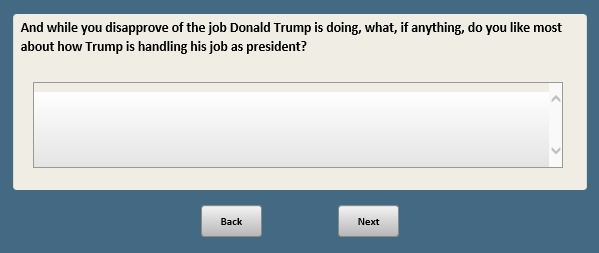 And while you disapprove of the job Donald Trump is doing, what, if anything, do you like most
about how Trump is handling his job as president?
Back
Next